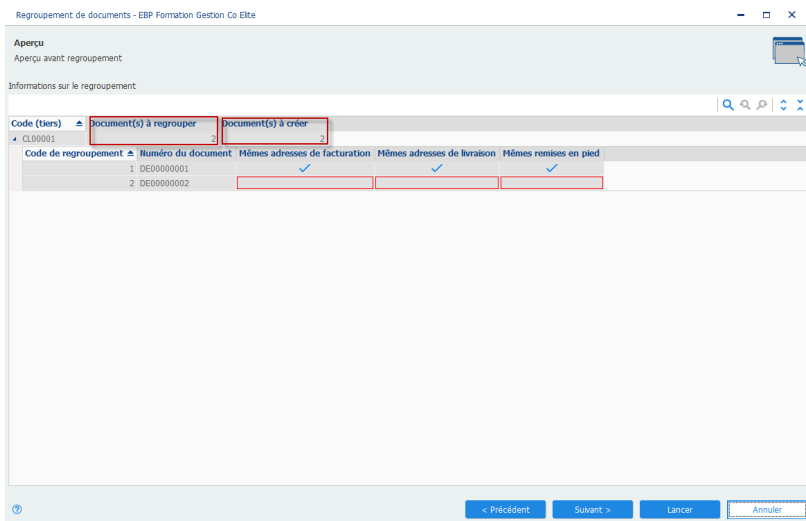 Regroupement de documents - EBP Formation Gestion Co Elite
Aperçu
Aperçu avant regroupement
Informations sur le regroupement
Code (tiers) Document(s) à regrouper Document(s) à créer
CL00001 2 2
Code de regroupement Numéro du document Mêmes adresses de facturation Mêmes adresses de livraison Mêmes remises en pied
1 DE00000001
2 DE00000002
< Précédent Suivant > Lancer Annuler